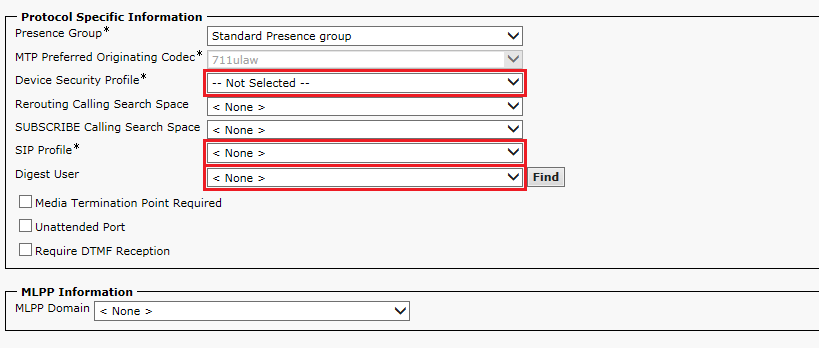 Protocol Specific Information
Presence Group* Standard Presence group
MTP Preferred Originating Codec* 711ulaw
Device Security Profile* -- Not Selected --
Rerouting Calling Search Space < None >
SUBSCRIBE Calling Search Space < None >
SIP Profile* < None >
Digest User < None > Find
Media Termination Point Required
Unattended Port
Require DTMF Reception
MLPP Information
MLPP Domain < None >